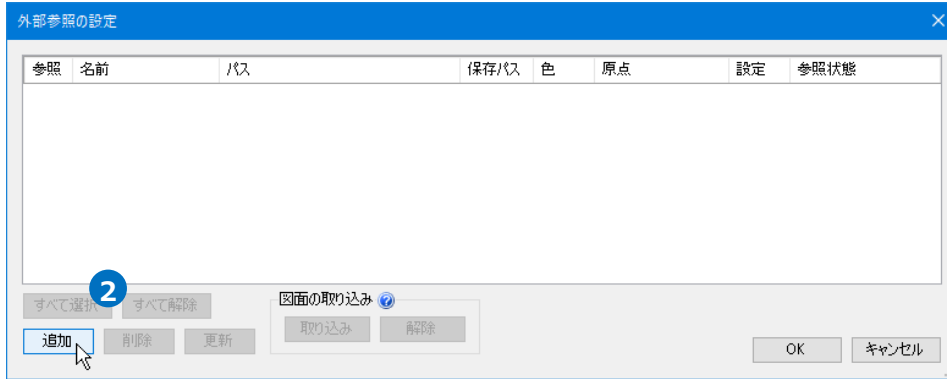 外部参照の設定
参照 名前 パス 保存パス 色 原点 設定 参照状態
2
すべて選択 すべて解除
図面の取り込み ?
取り込み 解除
追加 削除 更新
OK キャンセル